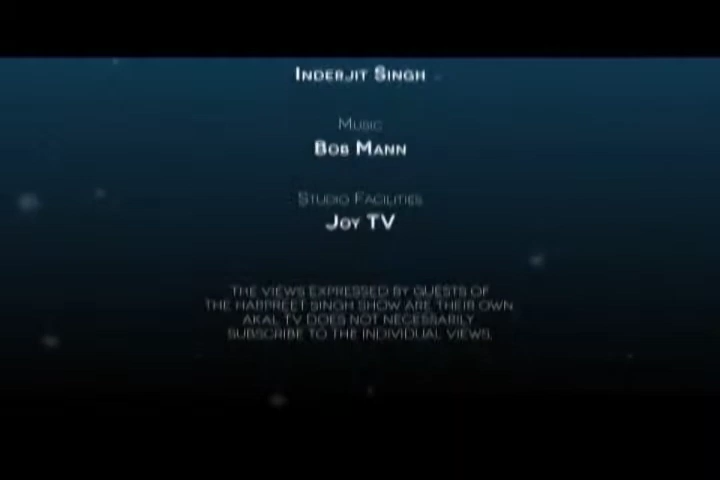 INDERJIT SINGH
MUSIC
BOB MANN
STUDIO FACILITIES
JOY TV
THE VIEWS EXPRESSED BY GUESTS OF
THE HARPREET SINGH SHOW ARE THEIR OWN
AKAL TV DOES NOT NECESSARILY
SUBSCRIBE TO THE INDIVIDUAL VIEWS.